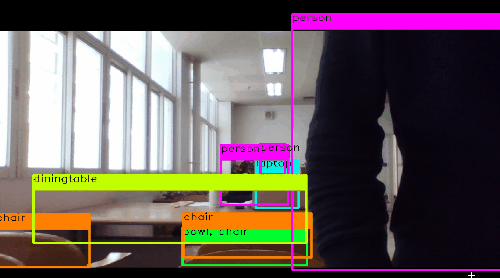 person
person
person
laptop
diningtable
chair
chair
bowl, chair